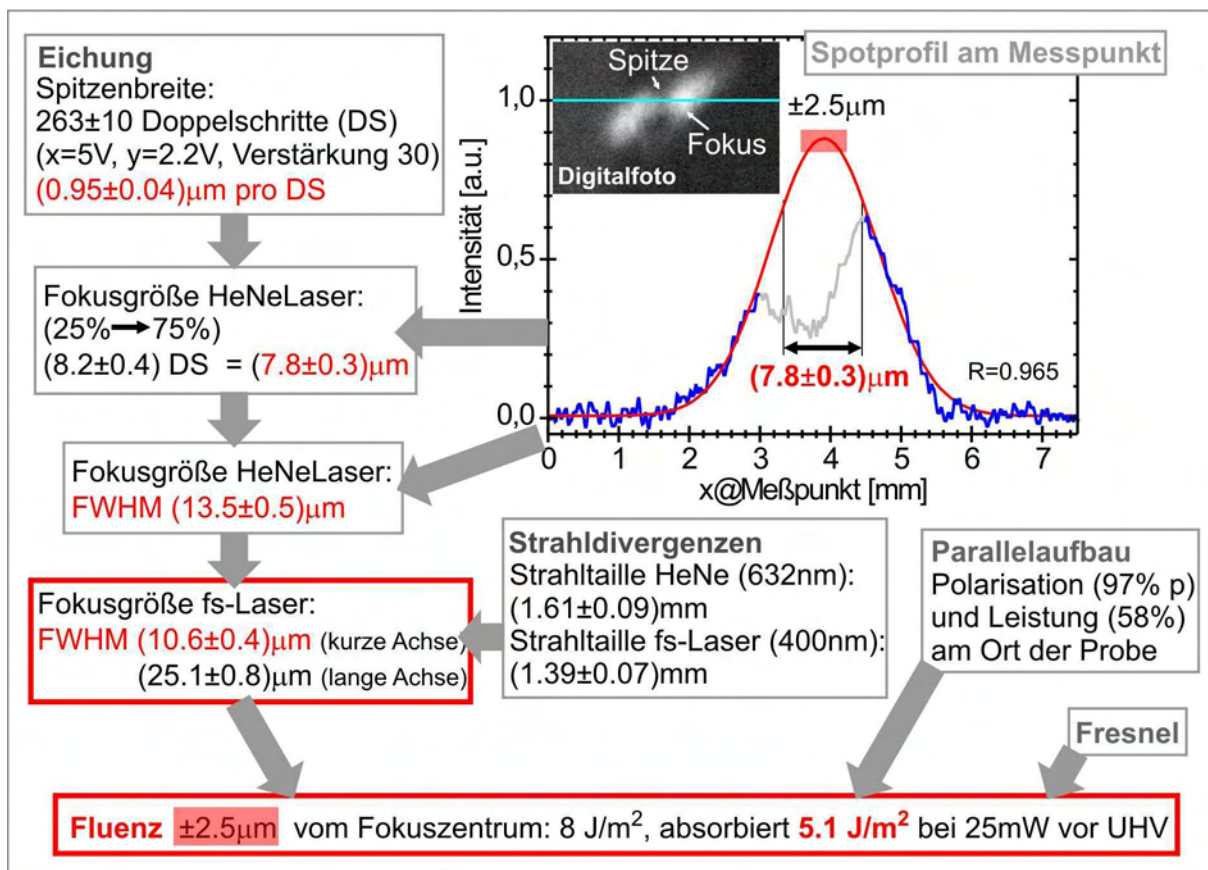 Eichung
Spitzenbreite:
263±10 Doppelschritte (DS)
(x=5V, y=2.2V, Verstärkung 30)
(0.95±0.04)µm pro DS
Fokusgröße HeNeLaser:
(25%➞75%)
(8.2±0.4) DS = (7.8±0.3)µm
Fokusgröße HeNeLaser:
FWHM (13.5±0.5)µm
Fokusgröße fs-Laser:
FWHM (10.6±0.4)µm (kurze Achse)
(25.1±0.8)µm (lange Achse)
Spotprofil am Messpunkt
Spitze
Fokus
Digitalfoto
±2.5µm
(7.8±0.3)µm
R=0.965
Intensität [a.u.]
1,0
0,5
0,0
0 1 2 3 4 5 6 7
x@Meßpunkt [mm]
Strahldivergenzen
Strahltaille HeNe (632nm):
(1.61±0.09)mm
Strahltaille fs-Laser (400nm):
(1.39±0.07)mm
Parallelaufbau
Polarisation (97% p)
und Leistung (58%)
am Ort der Probe
Fresnel
Fluenz ±2.5µm vom Fokuszentrum: 8 J/m², absorbiert 5.1 J/m² bei 25mW vor UHV